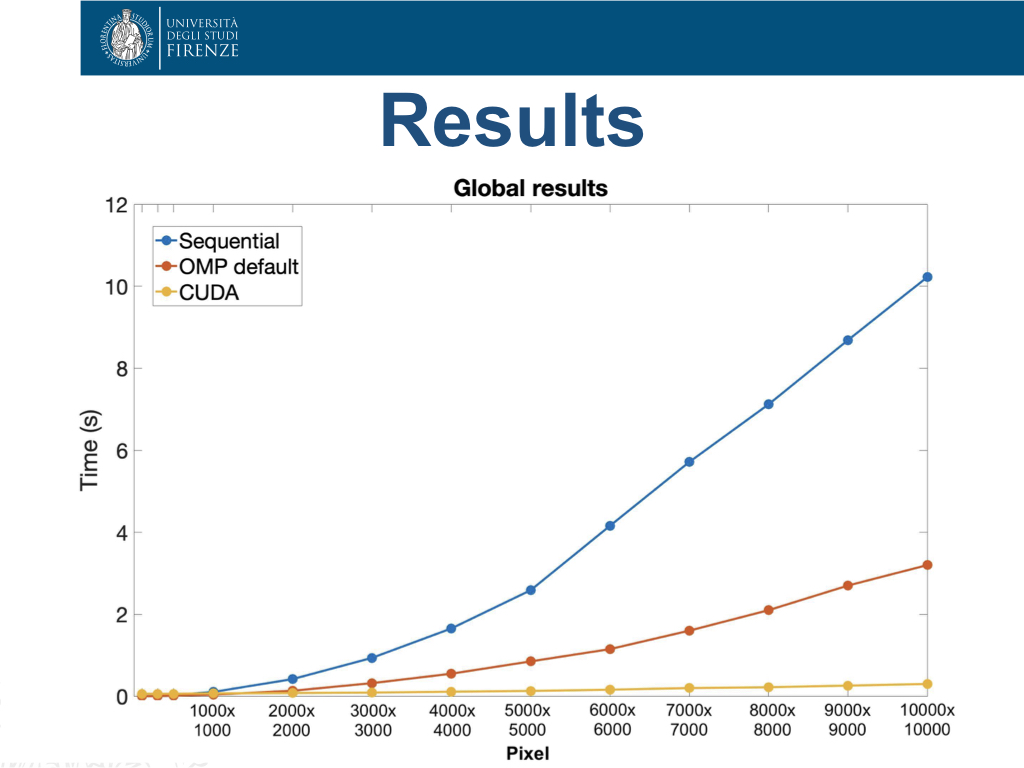 UNIVERSITÀ
DEGLI STUDI
FIRENZE
Results
Global results
12
10
8
6
4
2
0
Time (s)
Sequential
OMP default
CUDA
1000x 2000x 3000x 4000x 5000x 6000x 7000x 8000x 9000x 10000x
1000 2000 3000 4000 5000 6000 7000 8000 9000 10000
Pixel